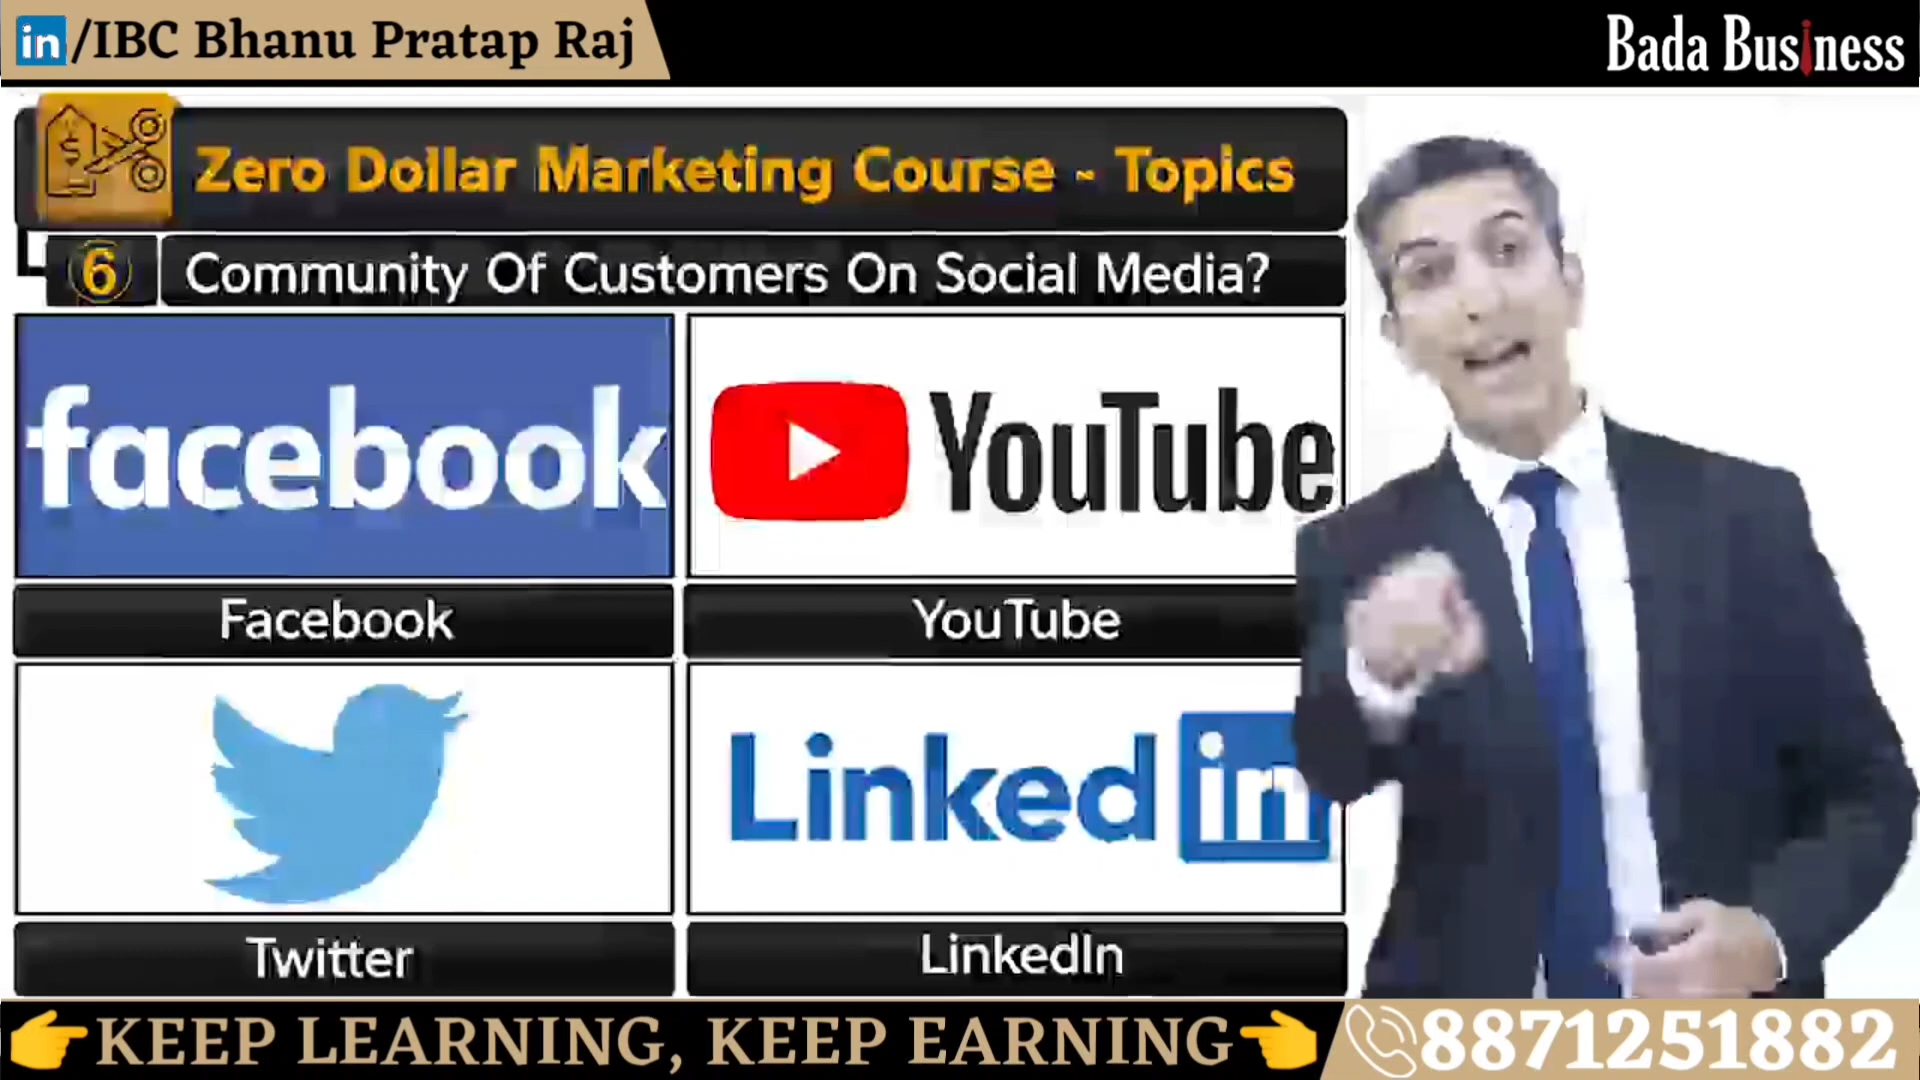 in/IBC Bhanu Pratap Raj
Bada Business
Zero Dollar Marketing Course - Topics
6 Community Of Customers On Social Media?
facebook
YouTube
Facebook
YouTube
Linkedin
Twitter
LinkedIn
KEEP LEARNING, KEEP EARNING
8871251882